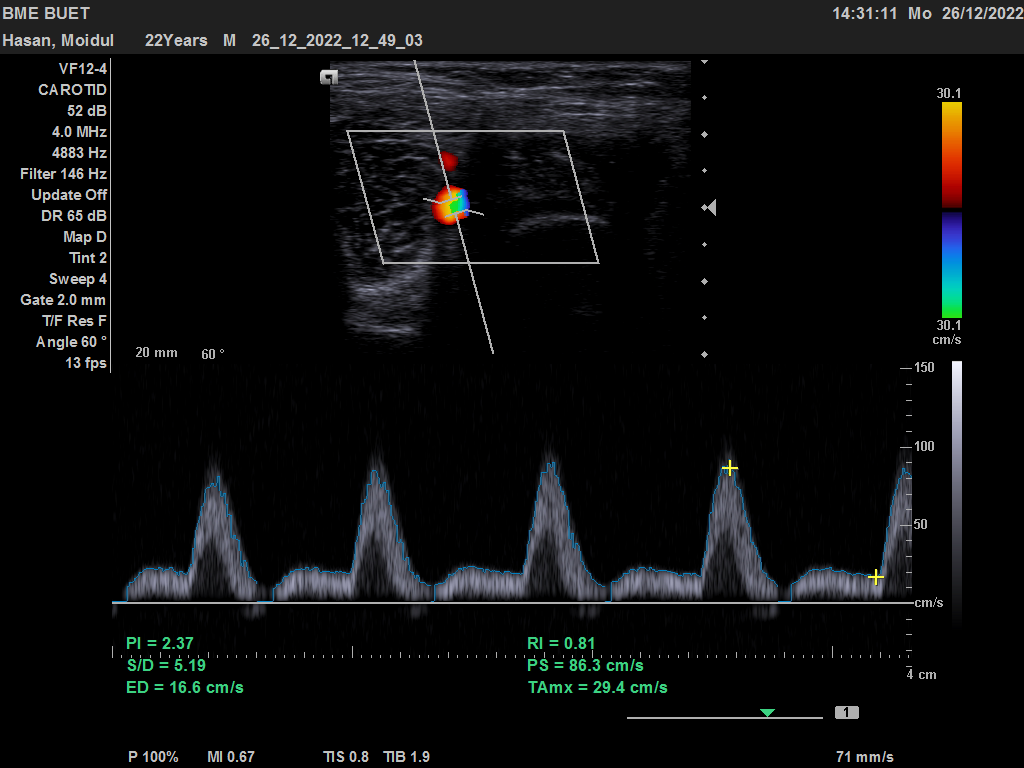 BME BUET
14:31:11 Mo 26/12/2022
Hasan, Moidul 22Years M 26_12_2022_12_49_03
VF12-4
CAROTID
52 dB
4.0 MHz
4883 Hz
Filter 146 Hz
Update Off
DR 65 dB
Map D
Tint 2
Sweep 4
Gate 2.0 mm
T/F Res F
Angle 60 °
13 fps
20 mm 60 °
30.1
30.1
cm/s
150
100
50
cm/s
4 cm
PI = 2.37
S/D = 5.19
ED = 16.6 cm/s
RI = 0.81
PS = 86.3 cm/s
TAmx = 29.4 cm/s
1
P 100% MI 0.67 TIS 0.8 TIB 1.9 71 mm/s